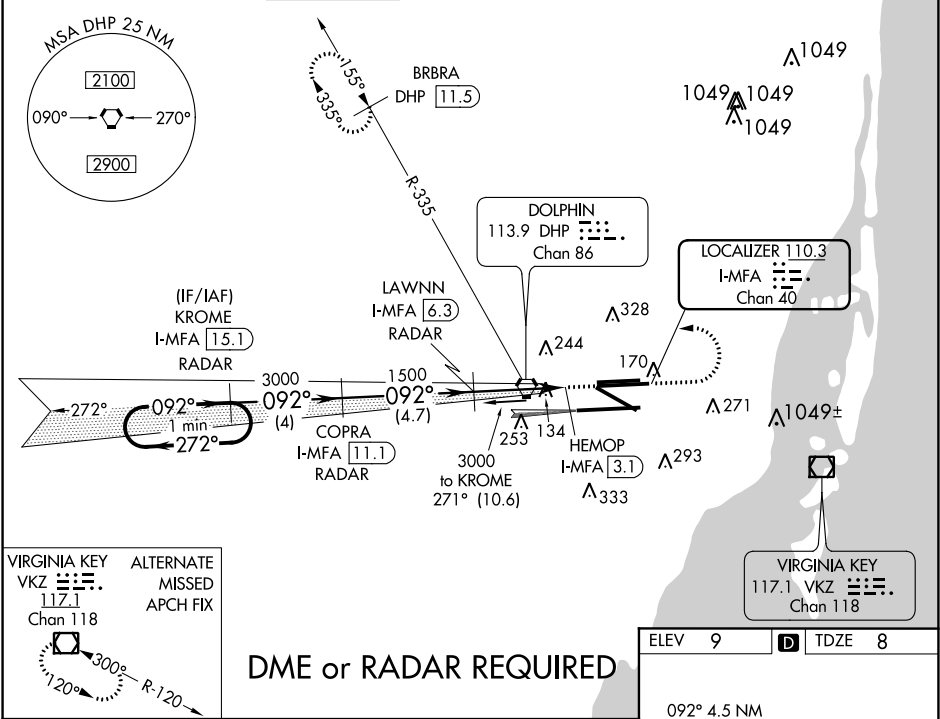 MSA DHP 25 NM
2100
090°
270°
2900
155°
335°
BRBRA
DHP 11.5
R-335
1049
1049
1049
1049
DOLPHIN
113.9 DHP
Chan 86
LOCALIZER 110.3
I-MFA
Chan 40
(IF/IAF)
KROME
I-MFA 15.1
RADAR
LAWNN
I-MFA 6.3
RADAR
328
244
170
3000
1500
272°
092°
092°
092°
1 min
(4)
(4.7)
272°
COPRA
I-MFA 11.1
RADAR
253
134
HEMOP
I-MFA 3.1
271
1049±
293
333
3000
to KROME
271° (10.6)
VIRGINIA KEY
VKZ
117.1
Chan 118
ALTERNATE
MISSED
APCH FIX
300°
120°
R-120
DME or RADAR REQUIRED
VIRGINIA KEY
117.1 VKZ
Chan 118
ELEV 9
D
TDZE 8
092° 4.5 NM